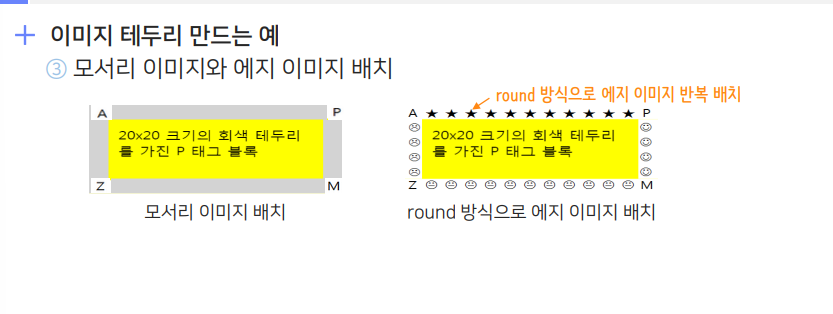 이미지 테두리 만드는 예
③ 모서리 이미지와 에지 이미지 배치
round 방식으로 에지 이미지 반복 배치
A P
20x20 크기의 회색 테두리
를 가진 P 태그 블록
Z M
모서리 이미지 배치
A ★ ★ ★ ★ ★ ★ ★ ★ ★ ★ ★ P
20x20 크기의 회색 테두리
를 가진 P 태그 블록
Z M
round 방식으로 에지 이미지 배치